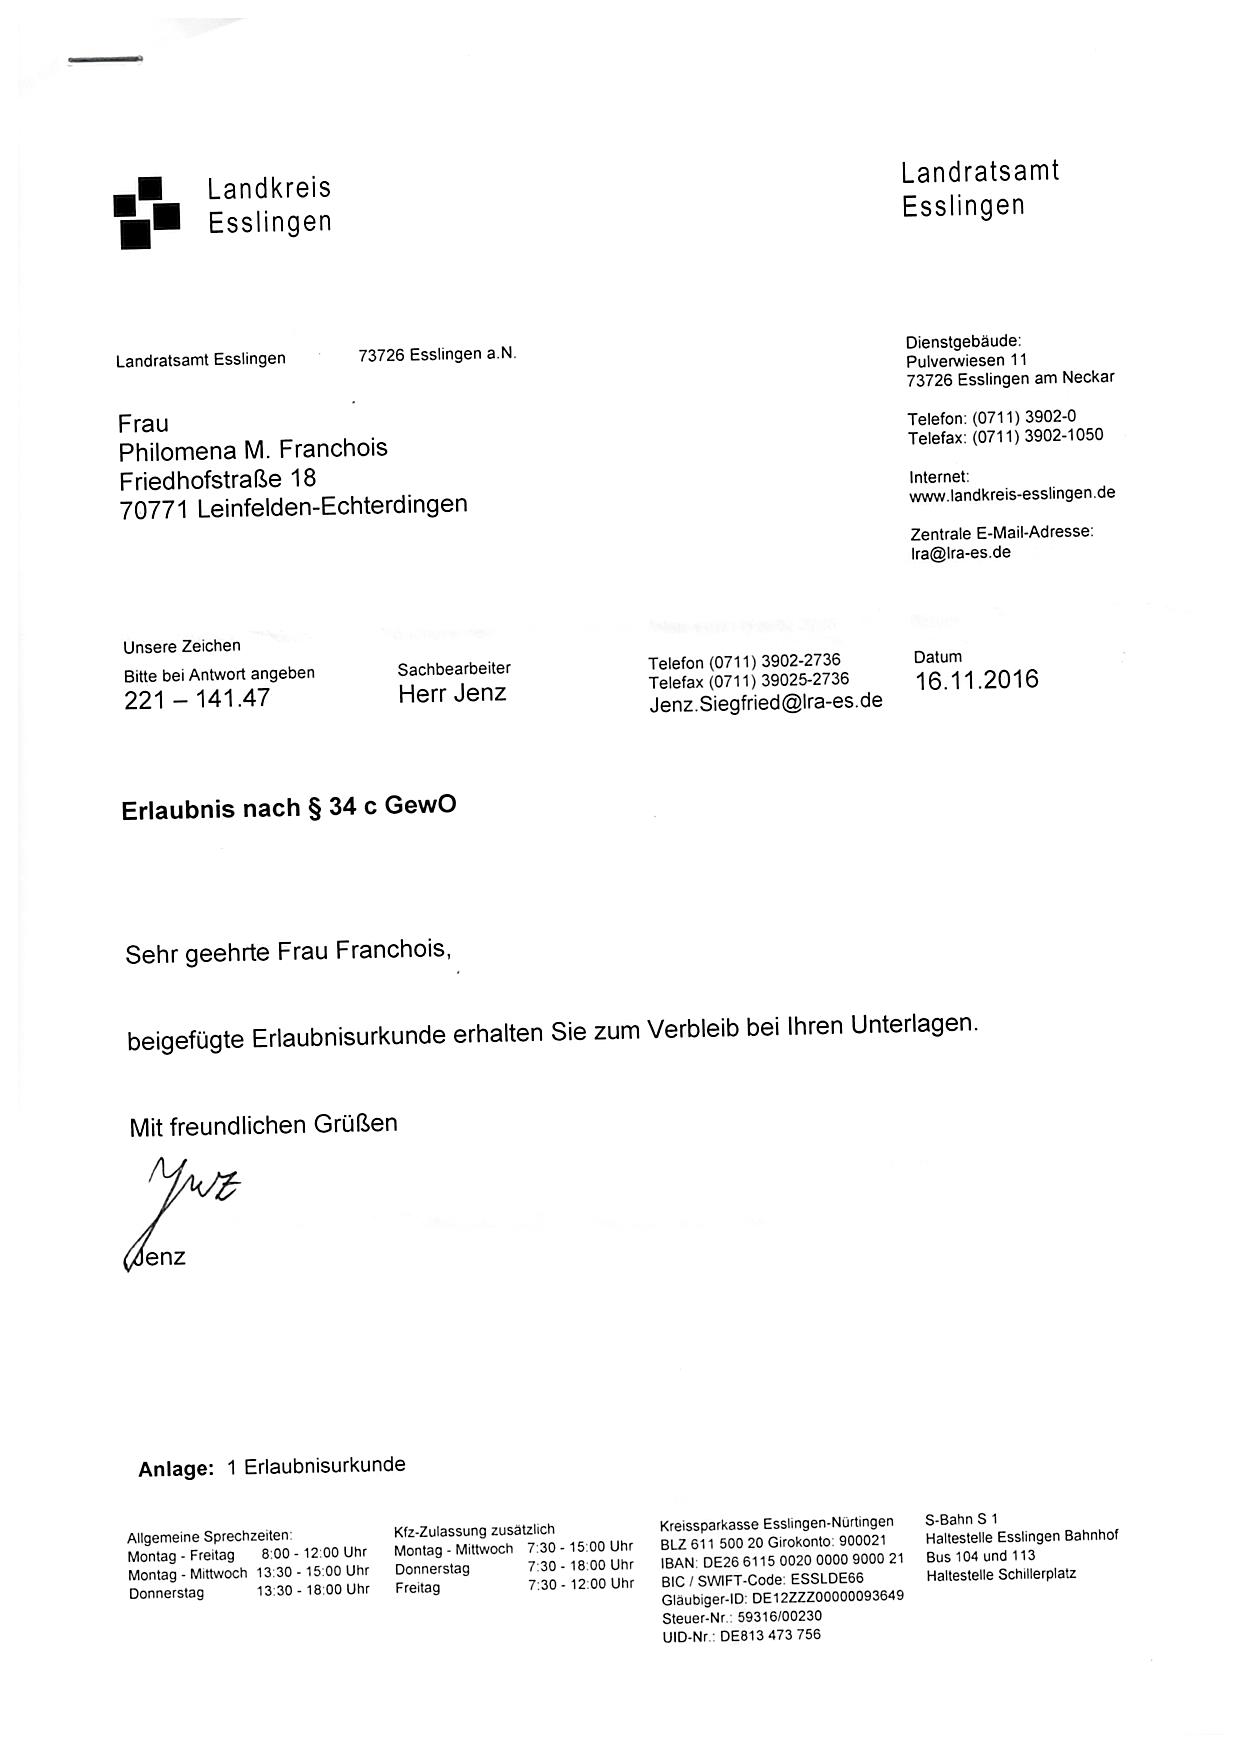 Landkreis
Esslingen
Landratsamt
Esslingen
Landratsamt Esslingen 73726 Esslingen a.N.
Frau
Philomena M. Franchois
Friedhofstraße 18
70771 Leinfelden-Echterdingen
Dienstgebäude:
Pulverwiesen 11
73726 Esslingen am Neckar
Telefon: (0711) 3902-0
Telefax: (0711) 3902-1050
Internet:
www.landkreis-esslingen.de
Zentrale E-Mail-Adresse:
lra@lra-es.de
Unsere Zeichen
Bitte bei Antwort angeben
221 – 141.47
Sachbearbeiter
Herr Jenz
Telefon (0711) 3902-2736
Telefax (0711) 39025-2736
Jenz.Siegfried@lra-es.de
Datum
16.11.2016
Erlaubnis nach § 34 c GewO
Sehr geehrte Frau Franchois,
beigefügte Erlaubnisurkunde erhalten Sie zum Verbleib bei Ihren Unterlagen.
Mit freundlichen Grüßen
Jenz
Jenz
Anlage: 1 Erlaubnisurkunde
Allgemeine Sprechzeiten:
Montag - Freitag 8:00 - 12:00 Uhr
Montag - Mittwoch 13:30 - 15:00 Uhr
Donnerstag 13:30 - 18:00 Uhr
Kfz-Zulassung zusätzlich
Montag - Mittwoch 7:30 - 15:00 Uhr
Donnerstag 7:30 - 18:00 Uhr
Freitag 7:30 - 12:00 Uhr
Kreissparkasse Esslingen-Nürtingen
BLZ 611 500 20 Girokonto: 900021
IBAN: DE26 6115 0020 0000 9000 21
BIC / SWIFT-Code: ESSLDE66
Gläubiger-ID: DE12ZZZ00000093649
Steuer-Nr.: 59316/00230
UID-Nr.: DE813 473 756
S-Bahn S 1
Haltestelle Esslingen Bahnhof
Bus 104 und 113
Haltestelle Schillerplatz